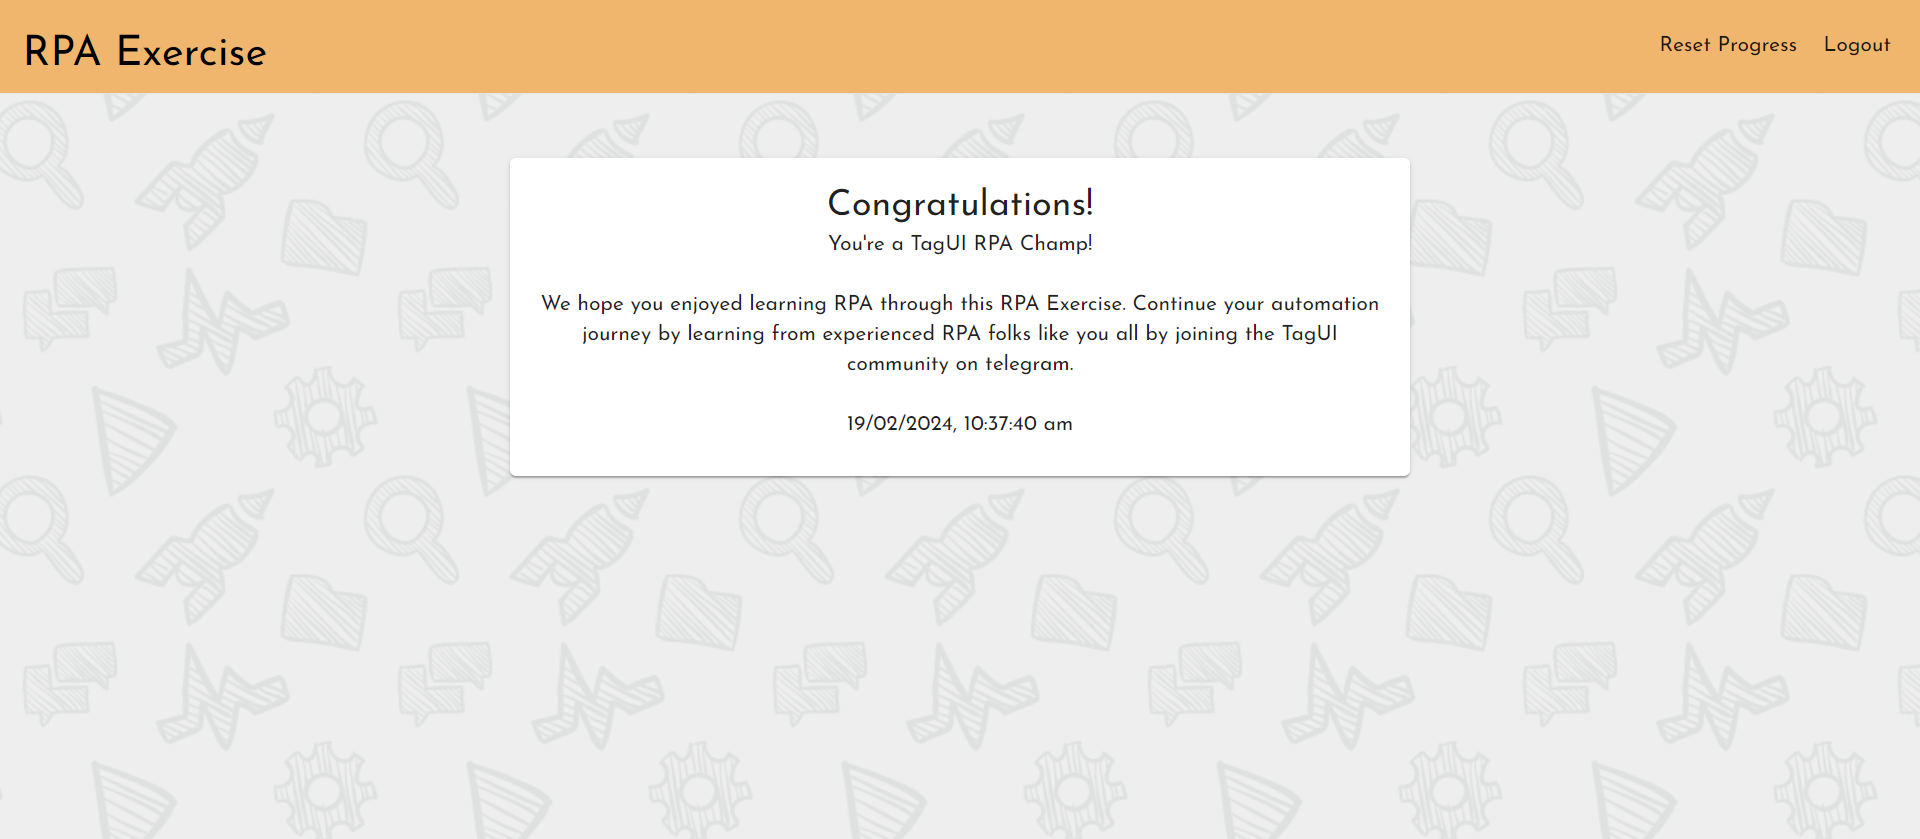 RPA Exercise
Reset Progress
Logout
Congratulations!
You're a TagUI RPA Champ!
We hope you enjoyed learning RPA through this RPA Exercise. Continue your automation
journey by learning from experienced RPA folks like you all by joining the TagUI
community on telegram.
19/02/2024, 10:37:40 am